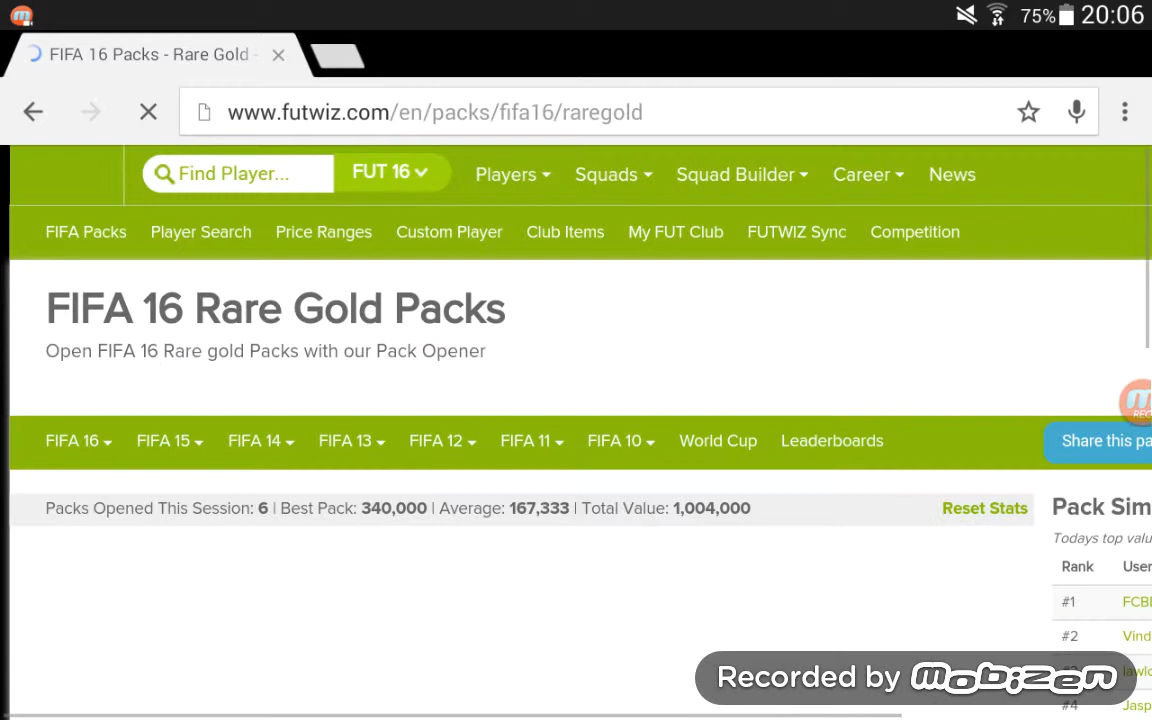 75% 20:06
FIFA 16 Packs - Rare Gold -
www.futwiz.com/en/packs/fifa16/raregold
Find Player... FUT 16 Players Squads Squad Builder Career News
FIFA Packs Player Search Price Ranges Custom Player Club Items My FUT Club FUTWIZ Sync Competition
FIFA 16 Rare Gold Packs
Open FIFA 16 Rare gold Packs with our Pack Opener
REC
FIFA 16 FIFA 15 FIFA 14 FIFA 13 FIFA 12 FIFA 11 FIFA 10 World Cup Leaderboards Share this pa
Packs Opened This Session: 6 | Best Pack: 340,000 | Average: 167,333 | Total Value: 1,004,000 Reset Stats Pack Sim
Todays top valu
Rank User
#1 FCB
#2 Vind
lawlo
#4 Jasp
Recorded by mobizen